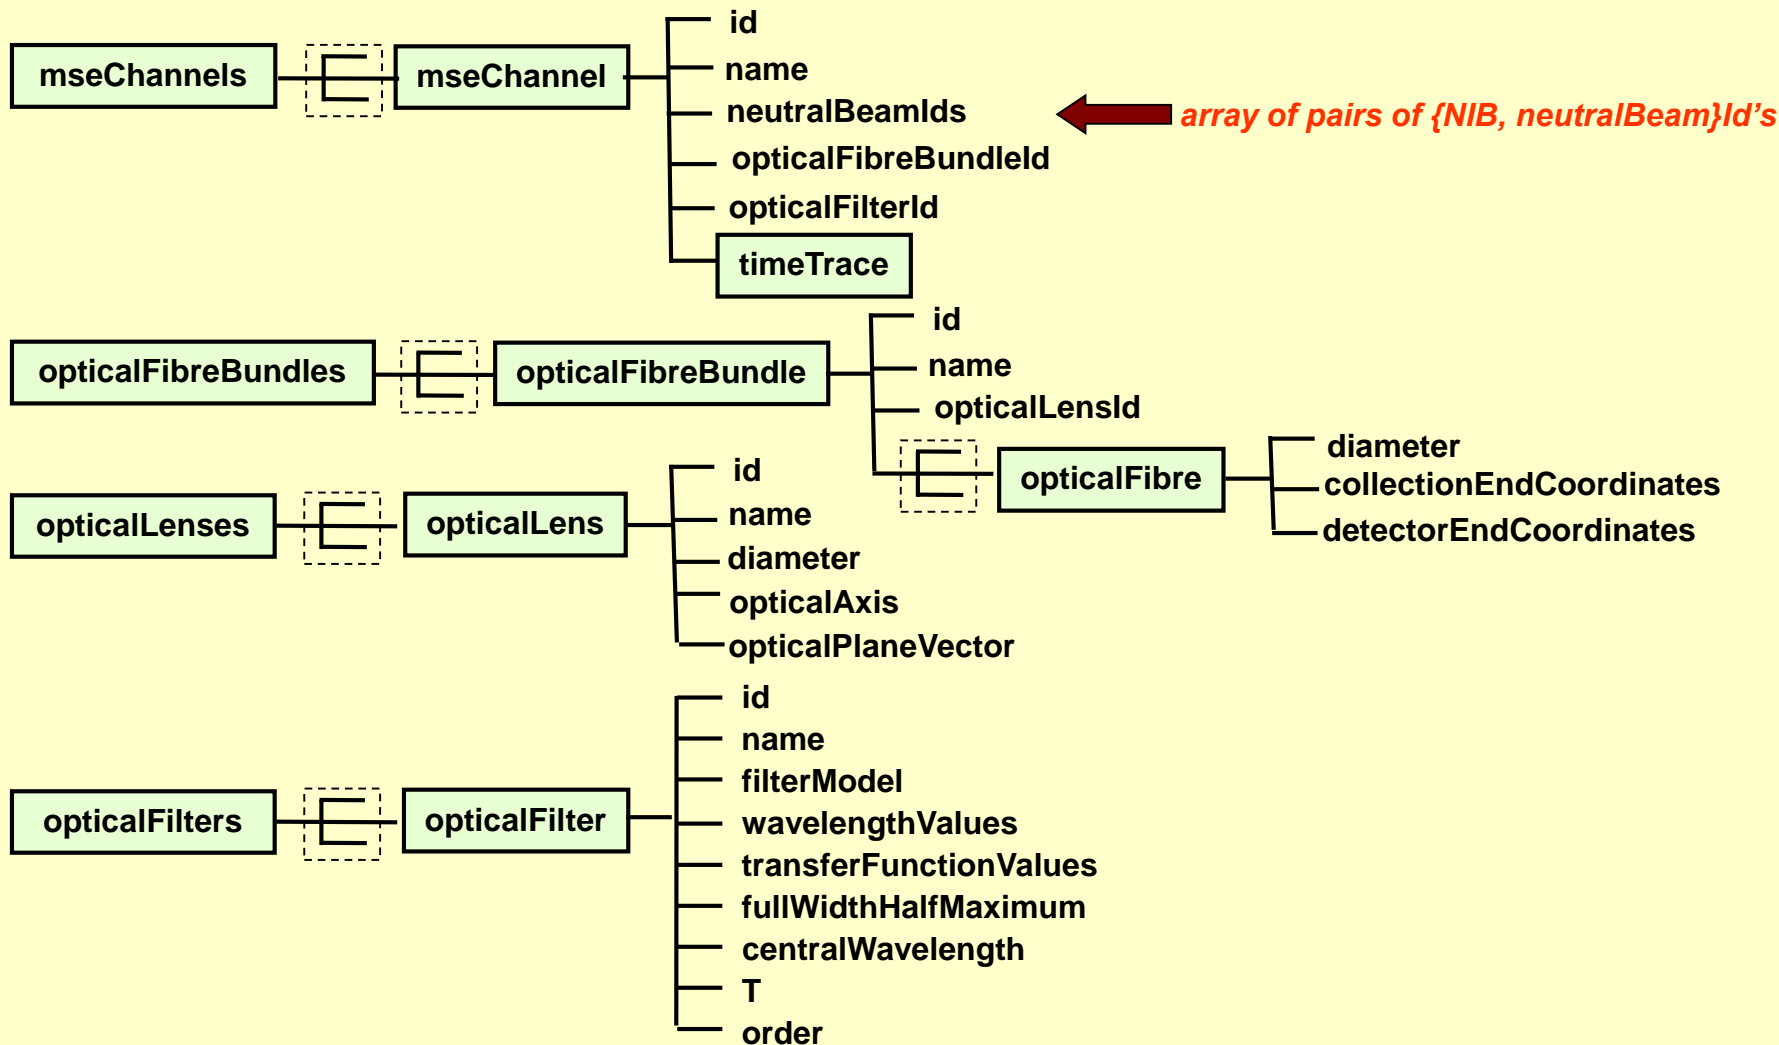 mseChannels
mseChannel
id
name
neutralBeamIds
array of pairs of {NIB, neutralBeam}Id's
opticalFibreBundleId
opticalFilterId
timeTrace
opticalFibreBundles
opticalFibreBundle
id
name
opticalLensId
opticalFibre
diameter
collectionEndCoordinates
detectorEndCoordinates
opticalLenses
opticalLens
id
name
diameter
opticalAxis
opticalPlaneVector
opticalFilters
opticalFilter
id
name
filterModel
wavelengthValues
transferFunctionValues
fullWidthHalfMaximum
centralWavelength
T
order